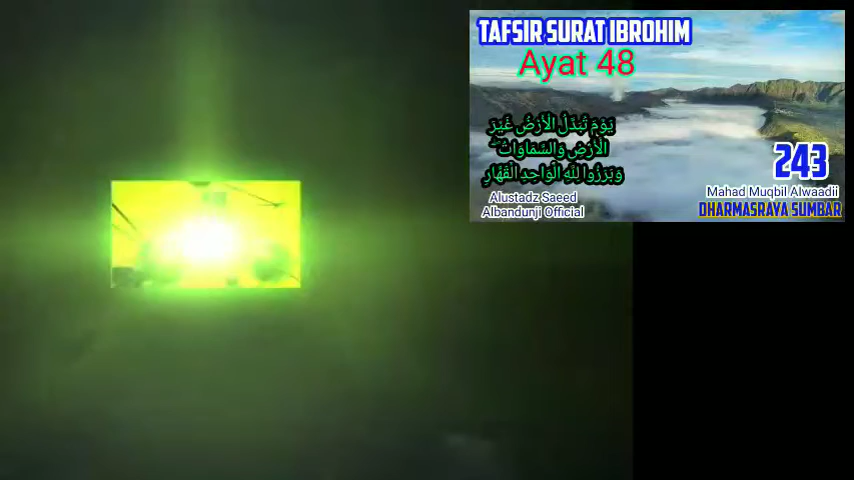 TAFSIR SURAT IBROHIM
Ayat 48
يَوْمَ تُبَدَّلُ الْأَرْضُ غَيْرَ
الْأَرْضِ وَالسَّمَاوَاتُ ۖ
وَبَرَزُوا لِلَّهِ الْوَاحِدِ الْقَهَّارِ
243
Alustadz Saeed
Albandunji Official
Mahad Muqbil Alwaadii
DHARMASRAYA SUMBAR